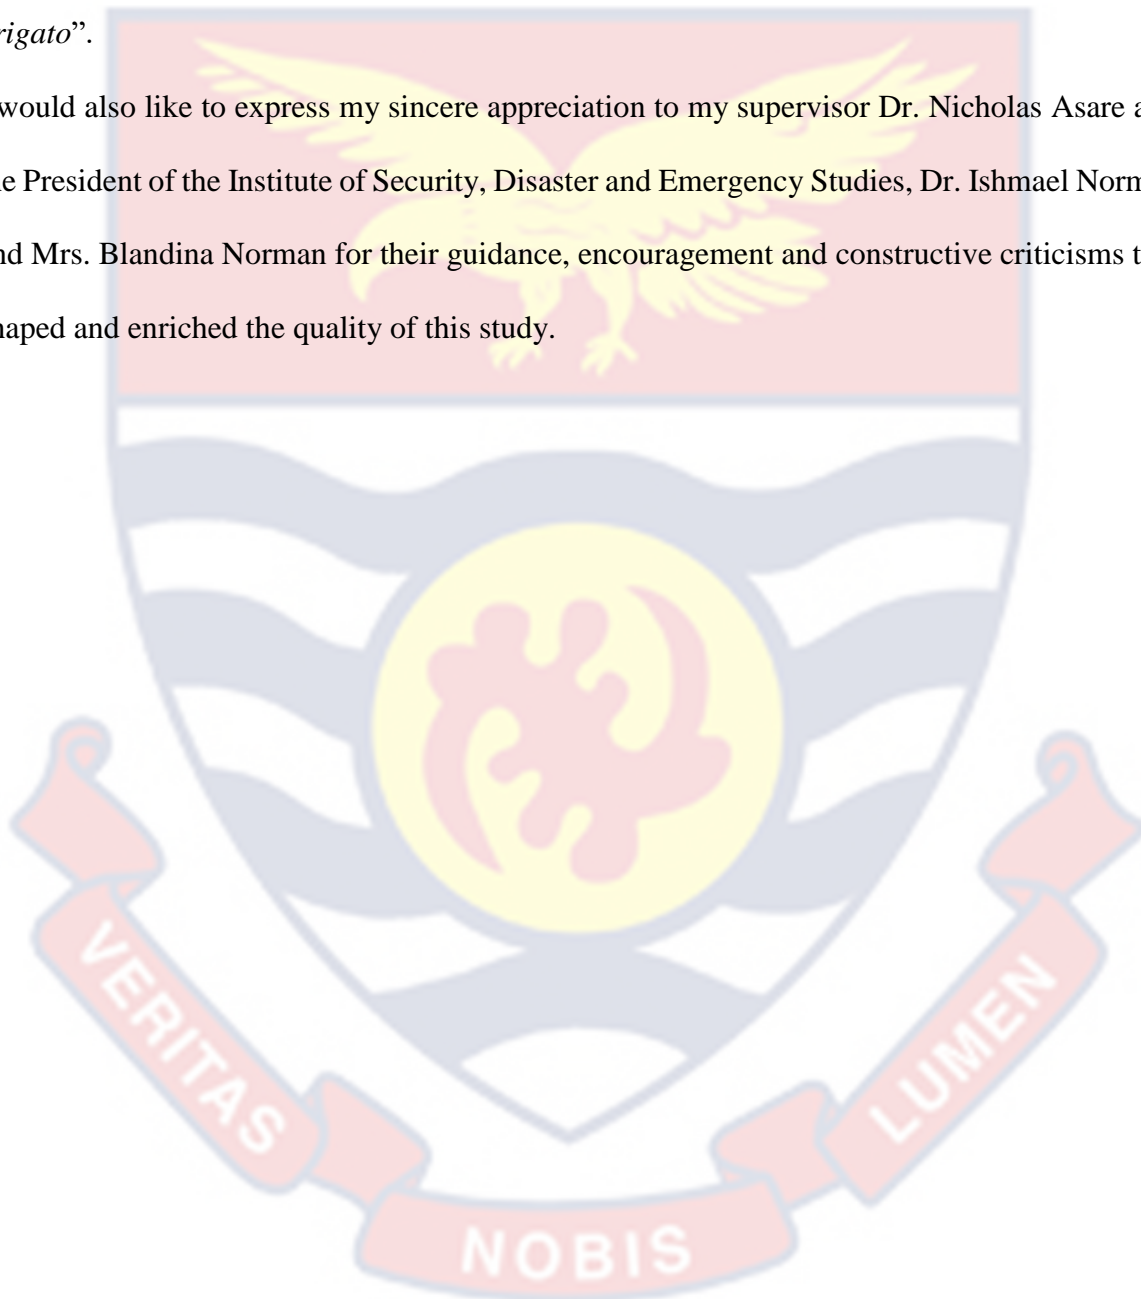 rigato”.
would also like to express my sincere appreciation to my supervisor Dr. Nicholas Asare a
e President of the Institute of Security, Disaster and Emergency Studies, Dr. Ishmael Norm
nd Mrs. Blandina Norman for their guidance, encouragement and constructive criticisms t
haped and enriched the quality of this study.
VERITAS
NOBIS
LUMEN